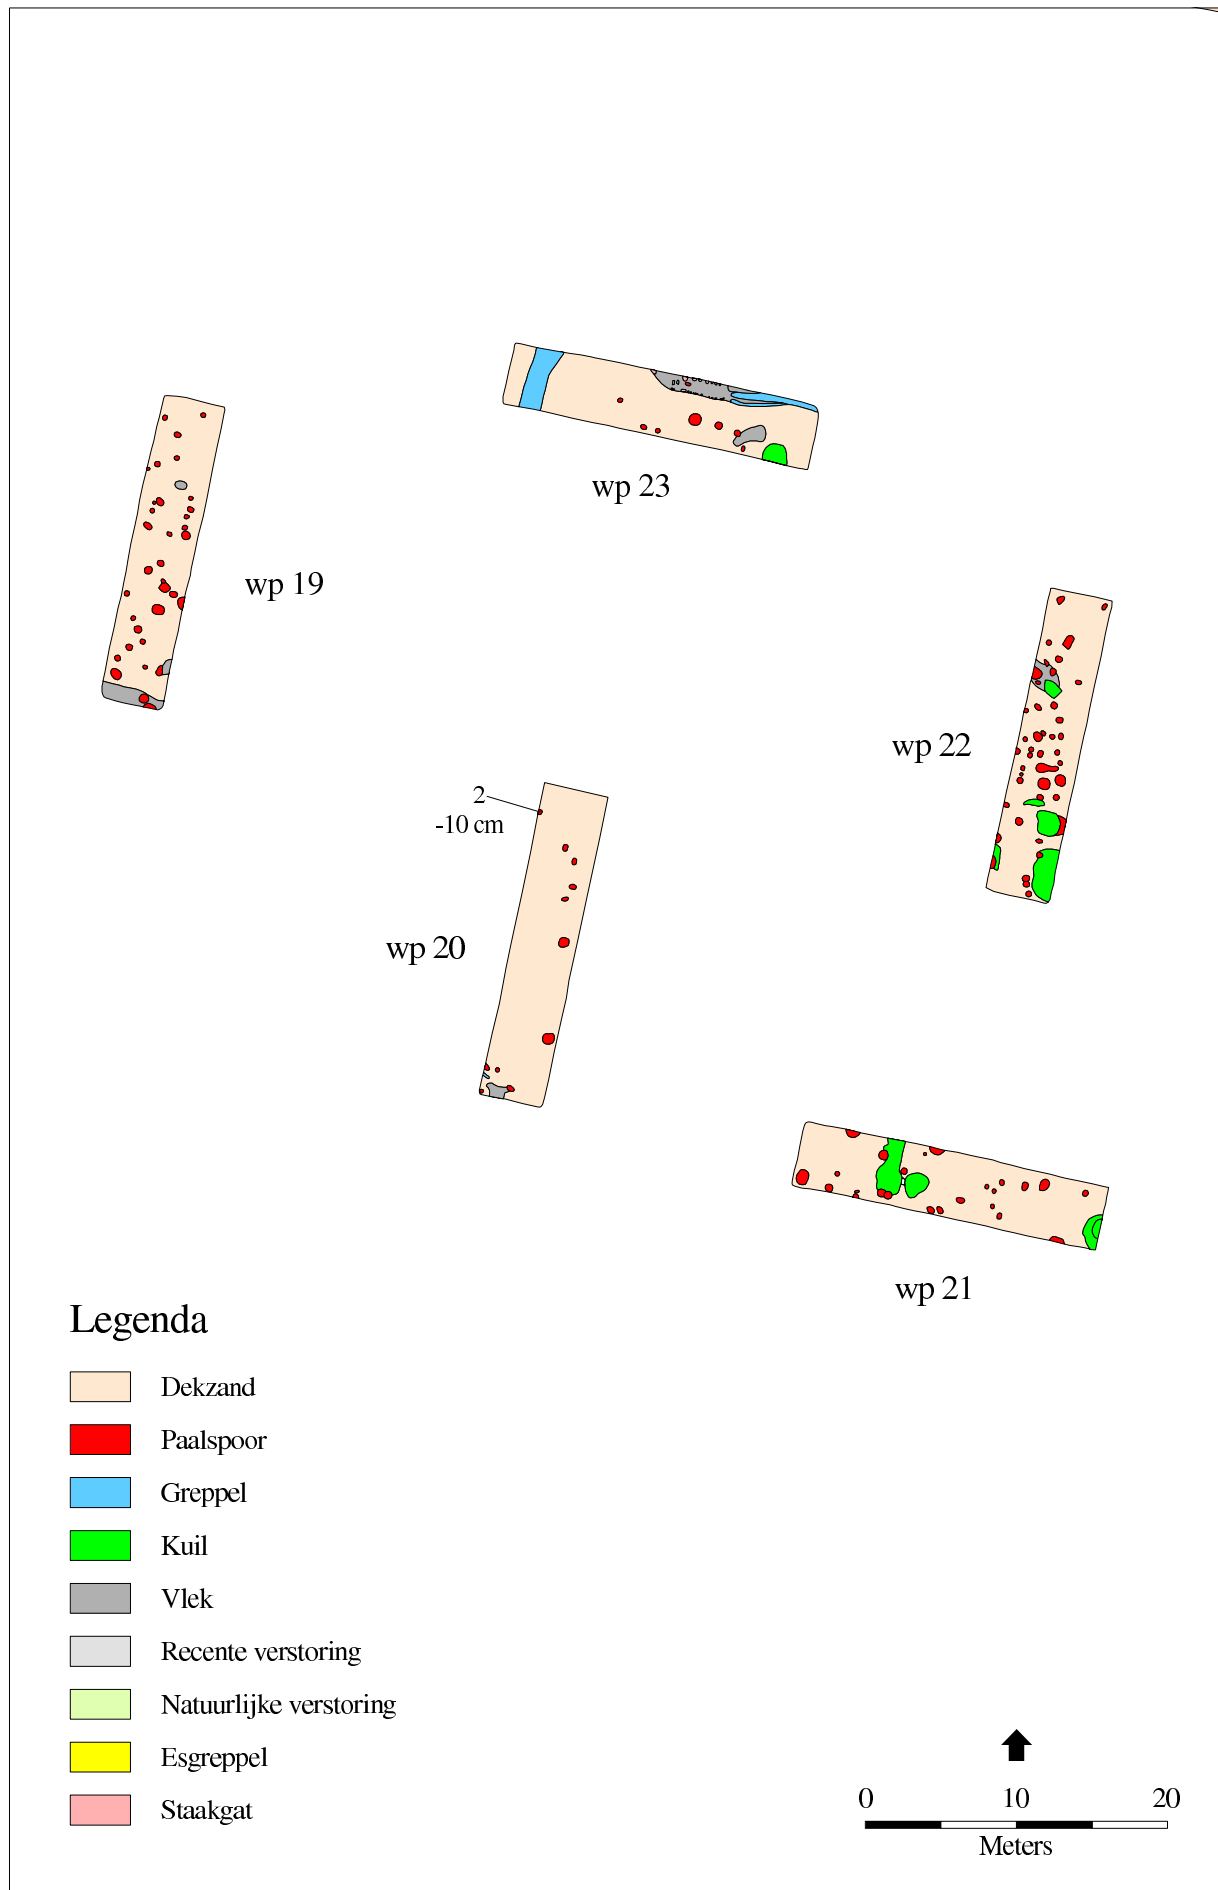 wp 23
wp 19
wp 22
2
-10 cm
wp 20
wp 21
Legenda
Dekzand
Paalspoor
Greppel
Kuil
Vlek
Recente verstoring
Natuurlijke verstoring
Esgreppel
Staakgat
0 10 20
Meters